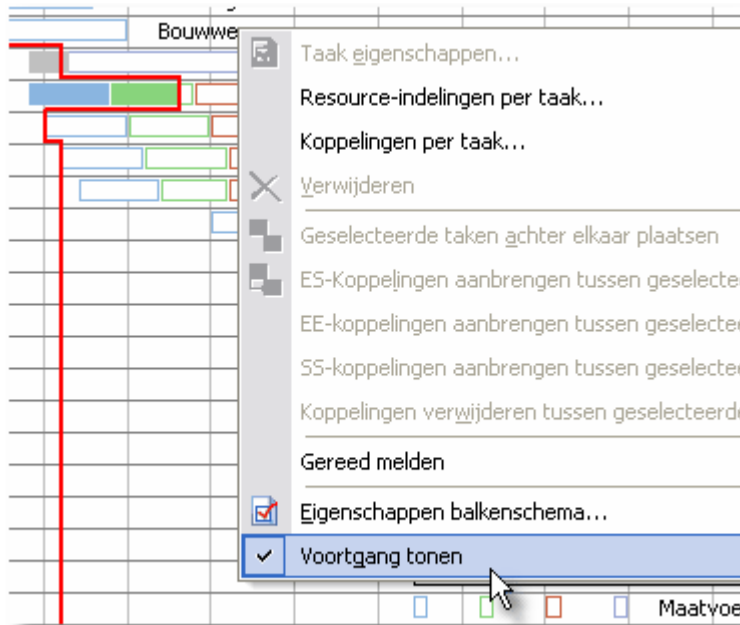 Bouwwe
Taak eigenschappen...
Resource-indelingen per taak...
Koppelingen per taak...
Verwijderen
Geselecteerde taken achter elkaar plaatsen
ES-Koppelingen aanbrengen tussen geselecte
EE-koppelingen aanbrengen tussen geselectee
SS-koppelingen aanbrengen tussen geselectee
Koppelingen verwijderen tussen geselecteerde
Gereed melden
Eigenschappen balkenschema...
Voortgang tonen
Maatvoe